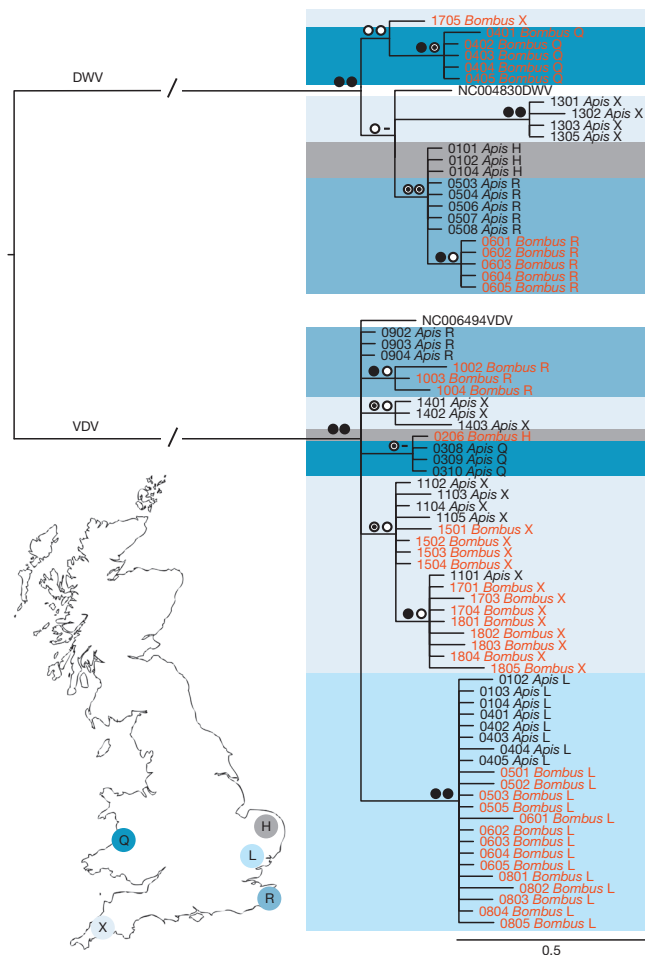 DWV
1705 Bombus X
0401 Bombus Q
0402 Bombus Q
0403 Bombus Q
0404 Bombus Q
0405 Bombus Q
NC004830DWV
1301 Apis X
1302 Apis X
1303 Apis X
1305 Apis X
0101 Apis H
0102 Apis H
0104 Apis H
0503 Apis R
0504 Apis R
0506 Apis R
0507 Apis R
0508 Apis R
0601 Bombus R
0602 Bombus R
0603 Bombus R
0604 Bombus R
0605 Bombus R
VDV
NC006494VDV
0902 Apis R
0903 Apis R
0904 Apis R
1002 Bombus R
1003 Bombus R
1004 Bombus R
1401 Apis X
1402 Apis X
1403 Apis X
0206 Bombus H
0308 Apis Q
0309 Apis Q
0310 Apis Q
1102 Apis X
1103 Apis X
1104 Apis X
1105 Apis X
1501 Bombus X
1502 Bombus X
1503 Bombus X
1504 Bombus X
1101 Apis X
1701 Bombus X
1703 Bombus X
1704 Bombus X
1801 Bombus X
1802 Bombus X
1803 Bombus X
1804 Bombus X
1805 Bombus X
0102 Apis L
0103 Apis L
0104 Apis L
0401 Apis L
0402 Apis L
0403 Apis L
0404 Apis L
0405 Apis L
0501 Bombus L
0502 Bombus L
0503 Bombus L
0505 Bombus L
0601 Bombus L
0602 Bombus L
0603 Bombus L
0604 Bombus L
0605 Bombus L
0801 Bombus L
0802 Bombus L
0803 Bombus L
0804 Bombus L
0805 Bombus L
0.5
H
Q
L
R
X